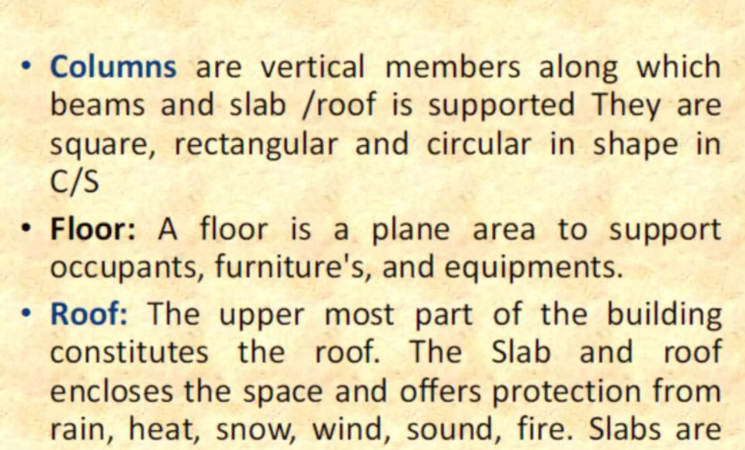 • Columns are vertical members along which
beams and slab /roof is supported They are
square, rectangular and circular in shape in
C/S
• Floor: A floor is a plane area to support
occupants, furniture's, and equipments.
• Roof: The upper most part of the building
constitutes the roof. The Slab and roof
encloses the space and offers protection from
rain, heat, snow, wind, sound, fire. Slabs are